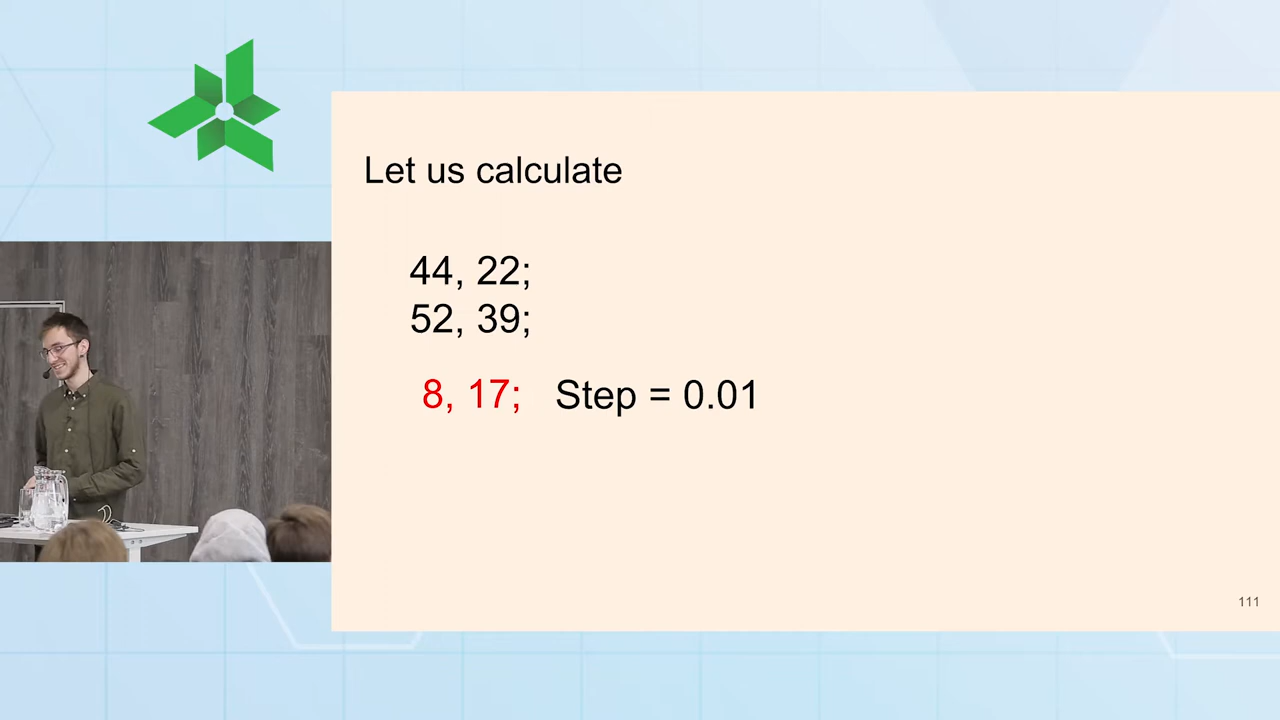 Let us calculate
44, 22;
52, 39;
8, 17; Step = 0.01
111